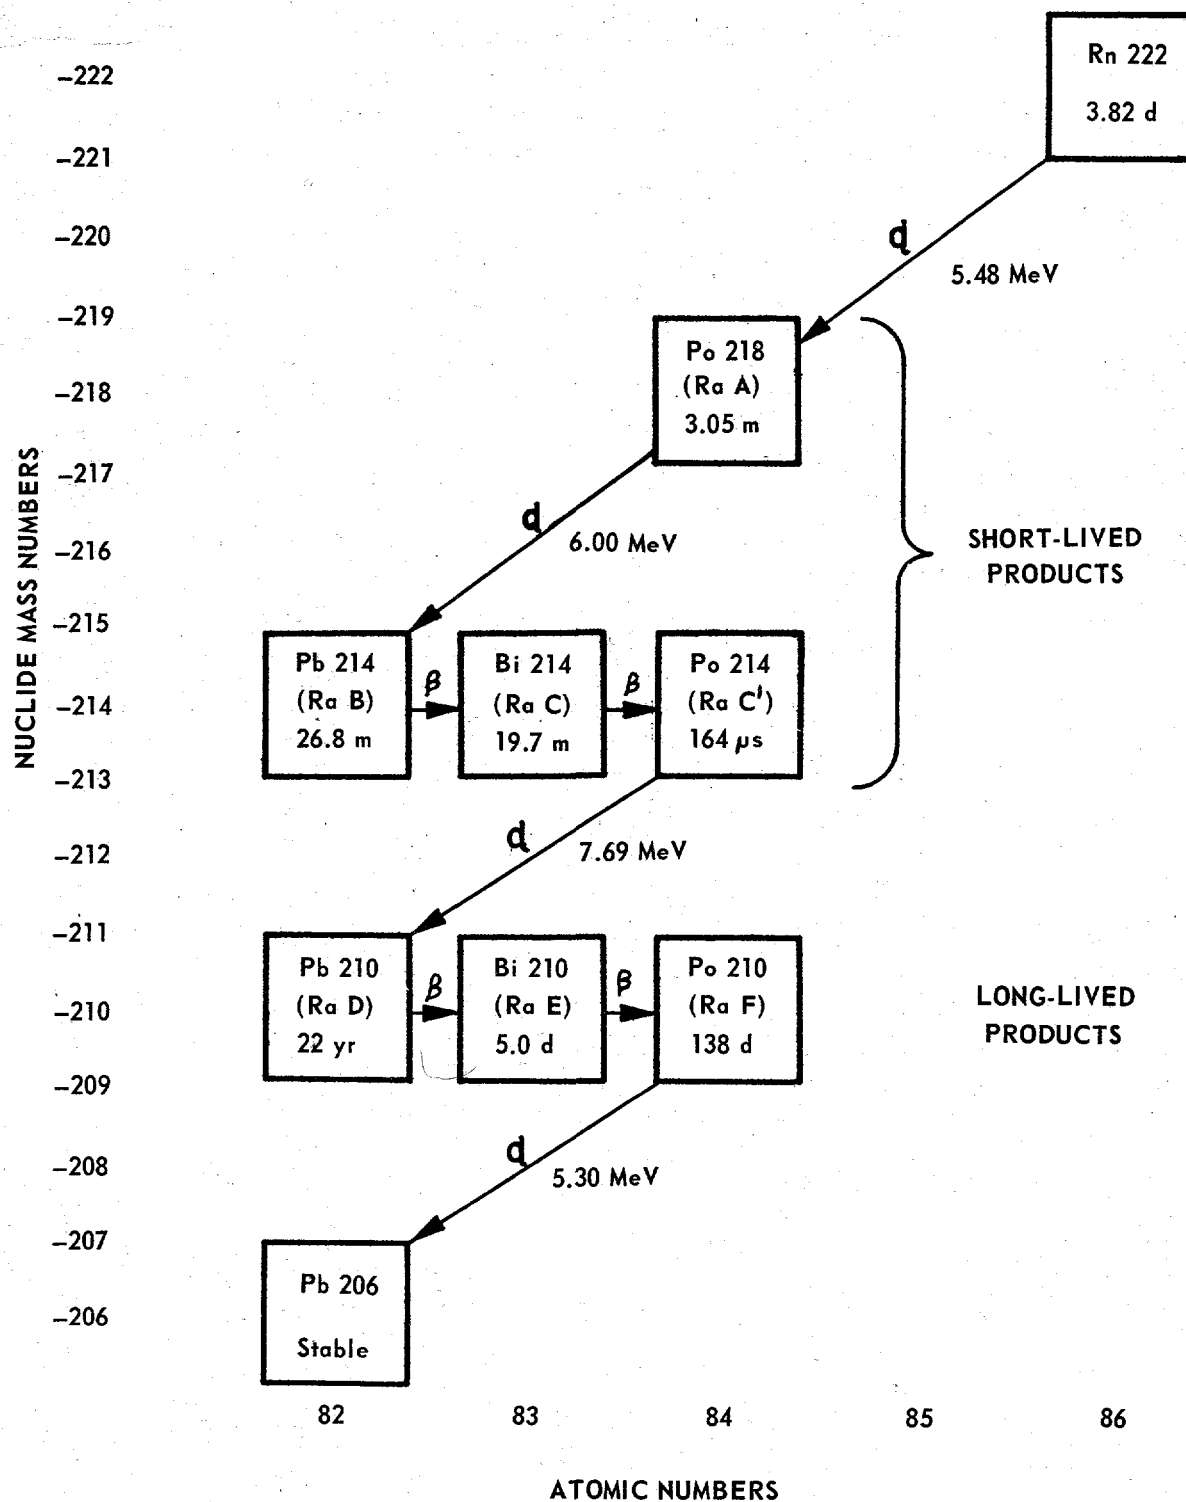 -222
Rn 222
3.82 d
-221
-220
α
5.48 MeV
-219
Po 218
(Ra A)
3.05 m
-218
-217
α
6.00 MeV
-216
SHORT-LIVED
PRODUCTS
NUCLIDE MASS NUMBERS
-215
Pb 214
(Ra B)
26.8 m
β
Bi 214
(Ra C)
19.7 m
β
Po 214
(Ra C')
164 μs
-214
-213
α
7.69 MeV
-212
-211
Pb 210
(Ra D)
22 yr
β
Bi 210
(Ra E)
5.0 d
β
Po 210
(Ra F)
138 d
LONG-LIVED
PRODUCTS
-210
-209
α
5.30 MeV
-208
-207
Pb 206
Stable
-206
82 83 84 85 86
ATOMIC NUMBERS